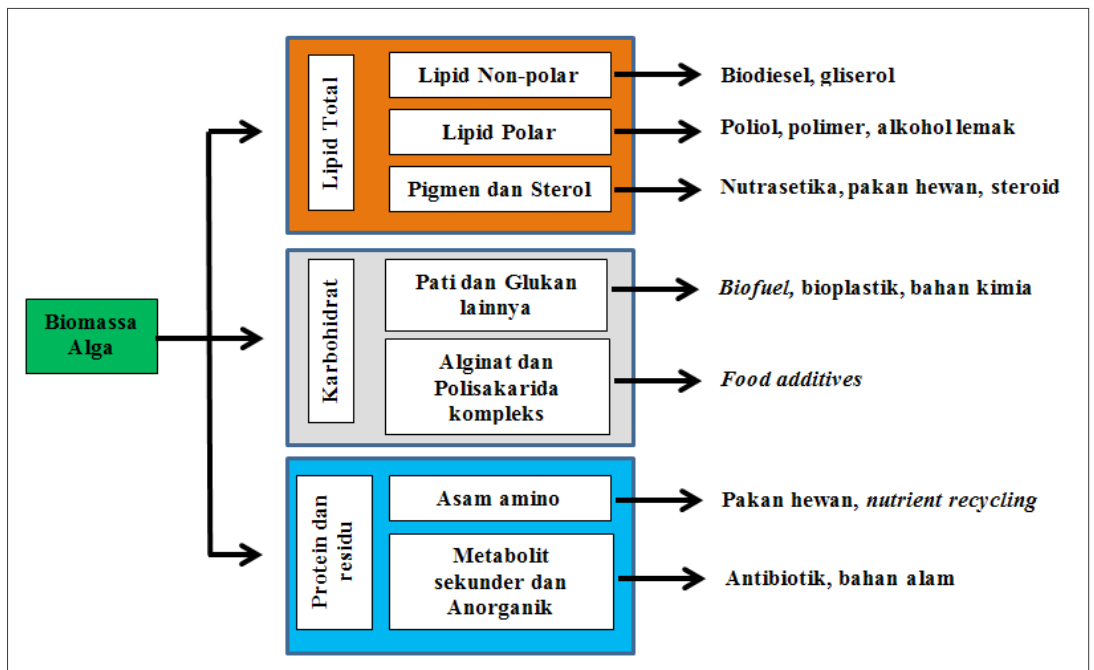 Biomassa
Alga
Lipid Total
Lipid Non-polar
Biodiesel, gliserol
Lipid Polar
Poliol, polimer, alkohol lemak
Pigmen dan Sterol
Nutrasetika, pakan hewan, steroid
Karbohidrat
Pati dan Glukan
lainnya
Biofuel, bioplastik, bahan kimia
Alginat dan
Polisakarida
kompleks
Food additives
Protein dan
residu
Asam amino
Pakan hewan, nutrient recycling
Metabolit
sekunder dan
Anorganik
Antibiotik, bahan alam